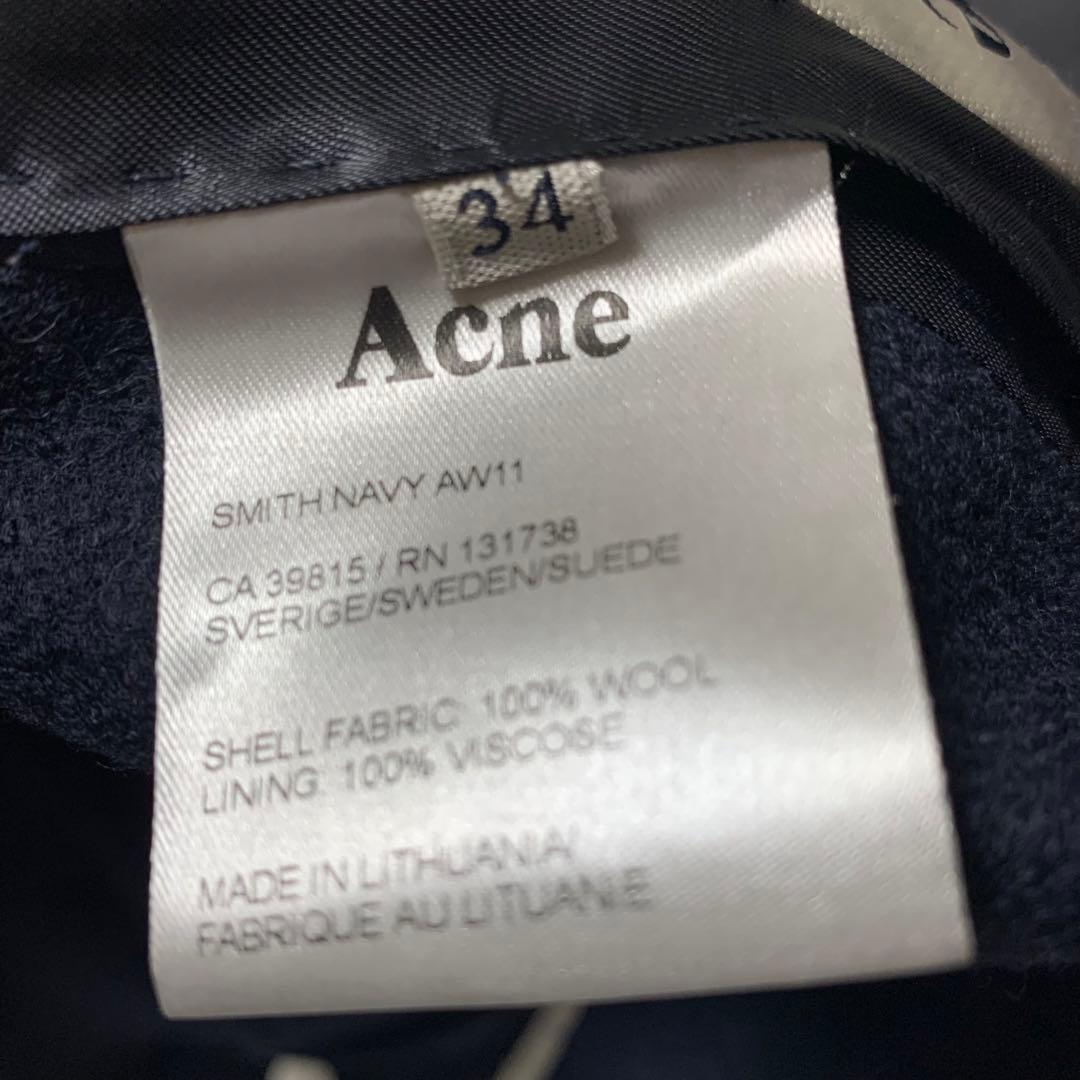 34
Acne
SMITH NAVY AW11
CA 39815 / RN 131738
SVERIGE/SWEDEN/SUEDE
SHELL FABRIC: 100% WOOL
LINING: 100% VISCOSE
MADE IN LITHUANIA/
FABRIQUE AU LITUANIE